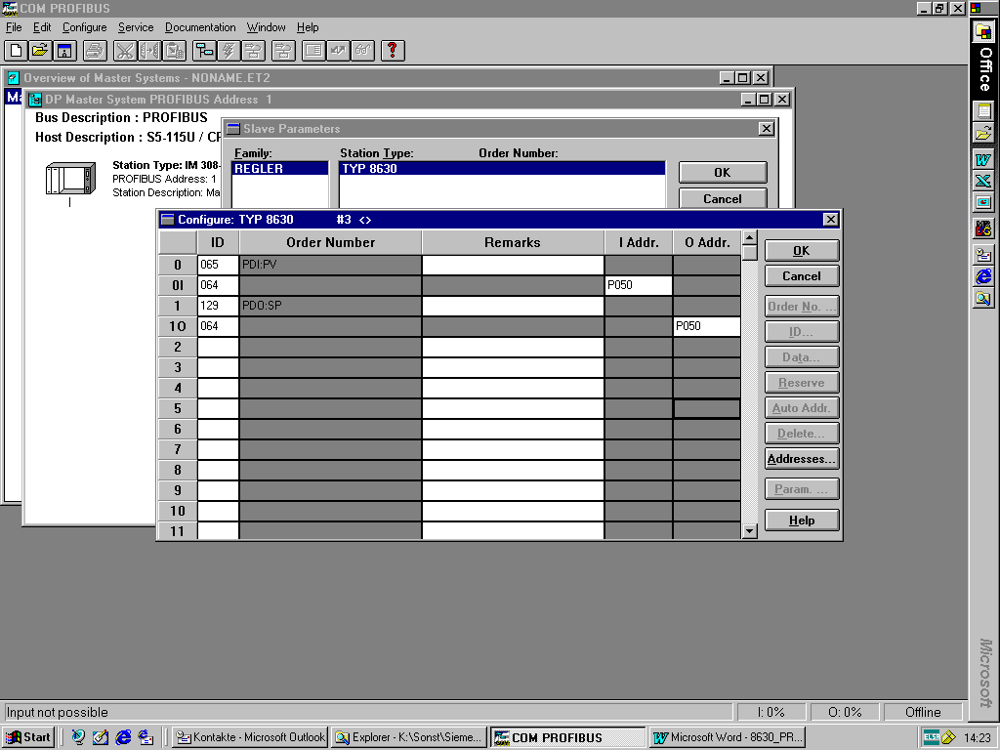 COM PROFIBUS
File Edit Configure Service Documentation Window Help
Office
Overview of Master Systems - NONAME.ET2
Ma
DP Master System PROFIBUS Address 1
Bus Description : PROFIBUS
Host Description : S5-115U / CP
Station Type: IM 308-
PROFIBUS Address: 1
Station Description: Ma
Slave Parameters
Family: Station Type: Order Number:
REGLER TYP 8630
OK
Cancel
Configure: TYP 8630 #3 <>
ID Order Number Remarks I Addr. O Addr.
0 065 PDI:PV
0I 064 P050
1 129 PDO:SP
1O 064 P050
2
3
4
5
6
7
8
9
10
11
OK
Cancel
Order No. ...
ID...
Data...
Reserve
Auto Addr.
Delete...
Addresses...
Param. ...
Help
Microsoft
Input not possible I: 0% O: 0% Offline
Start Kontakte - Microsoft Outlook Explorer - K:\Sonst\Sieme... COM PROFIBUS Microsoft Word - 8630_PR... ELSA 14:23